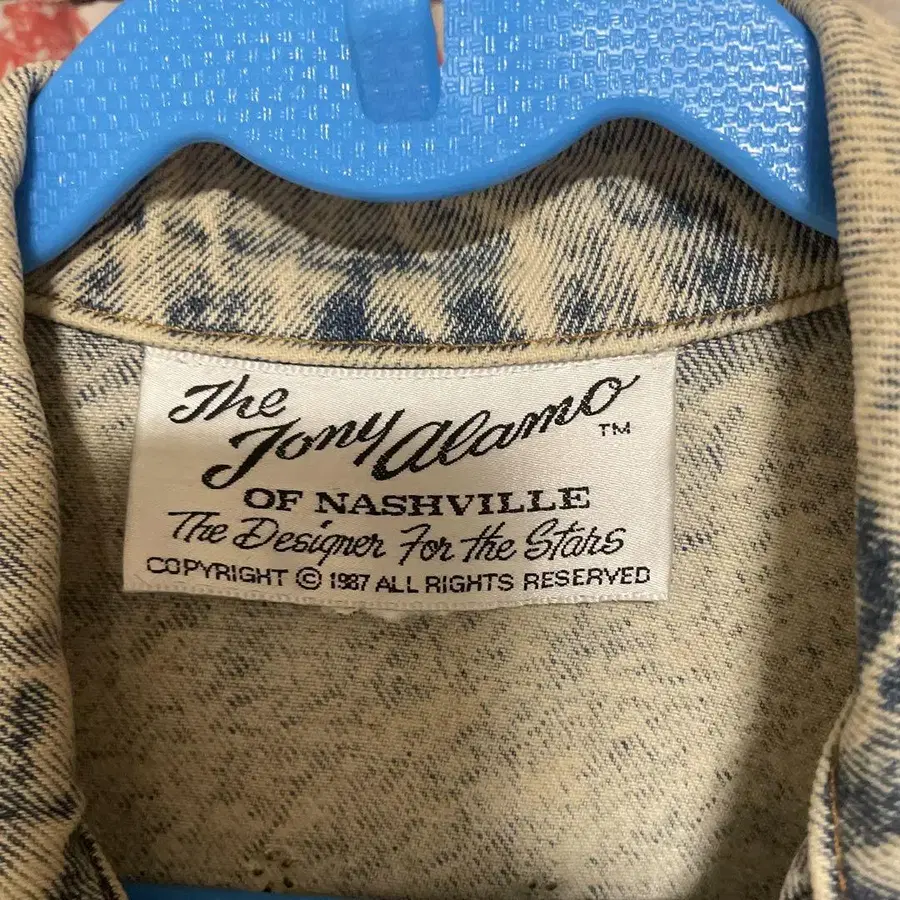 The
Tony Alamo ™
OF NASHVILLE
The Designer For the Stars
COPYRIGHT © 1987 ALL RIGHTS RESERVED